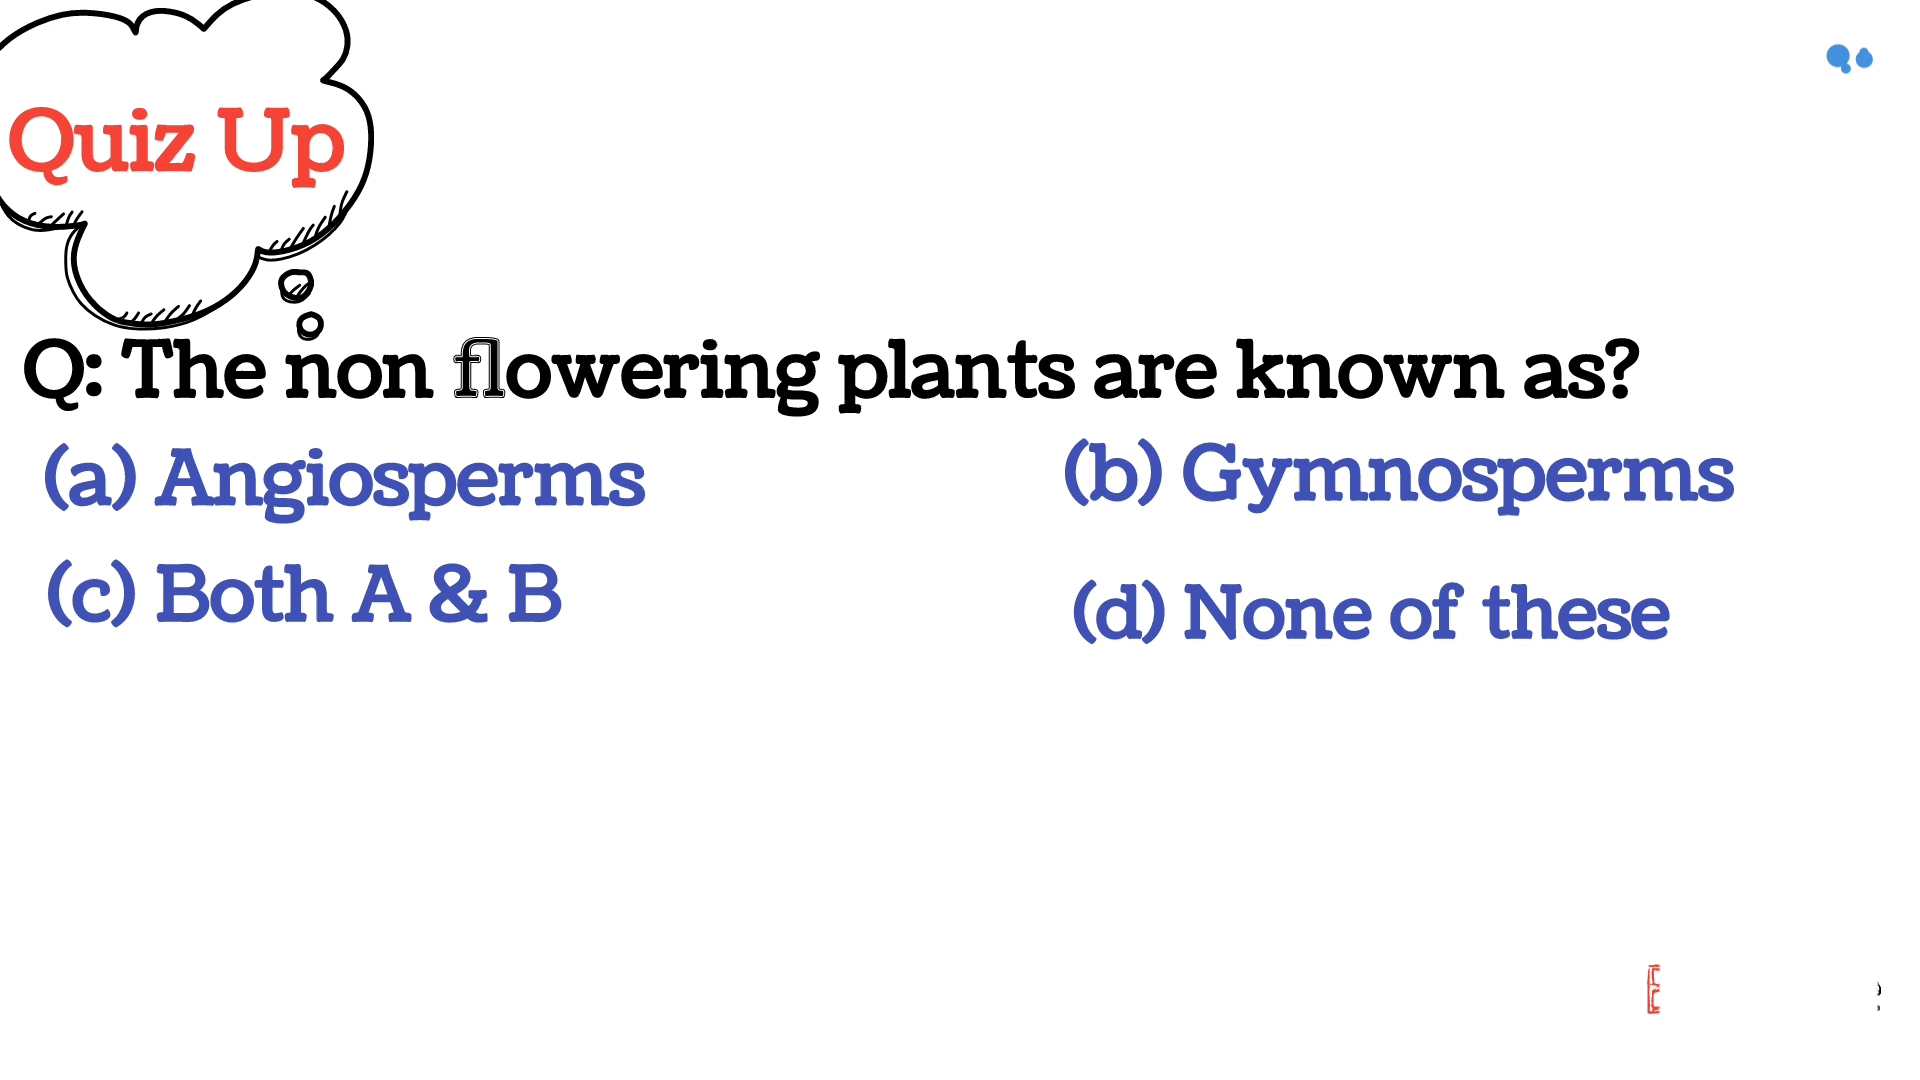 Quiz Up
Q: The non flowering plants are known as?
(a) Angiosperms
(b) Gymnosperms
(c) Both A & B
(d) None of these